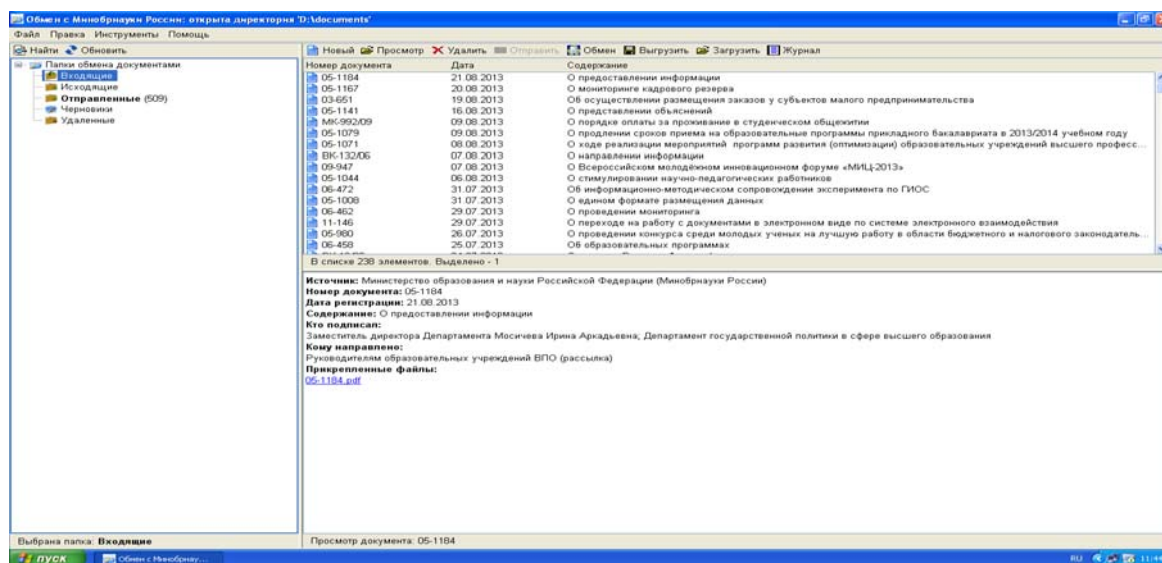 Обмен с Минобрнауки России: открыта директория 'D:\documents'
Файл Правка Инструменты Помощь
Найти Обновить
Новый Просмотр Удалить Отправить Обмен Выгрузить Загрузить Журнал
Папки обмена документами
Входящие
Исходящие
Отправленные (509)
Черновики
Удаленные
Номер документа Дата Содержание
05-1184 21.08.2013 О предоставлении информации
05-1167 20.08.2013 О мониторинге кадрового резерва
03-651 19.08.2013 Об осуществлении размещения заказов у субъектов малого предпринимательства
05-1141 16.08.2013 О представлении объяснений
МК-992/09 09.08.2013 О порядке оплаты за проживание в студенческом общежитии
05-1079 09.08.2013 О продлении сроков приема на образовательные программы прикладного бакалавриата в 2013/2014 учебном году
05-1071 08.08.2013 О ходе реализации мероприятий программ развития (оптимизации) образовательных учреждений высшего професс...
ВК-132/06 07.08.2013 О направлении информации
09-947 07.08.2013 О Всероссийском молодёжном инновационном форуме «МИЦ-2013»
05-1044 06.08.2013 О стимулировании научно-педагогических работников
06-472 31.07.2013 Об информационно-методическом сопровождении эксперимента по ГИОС
05-1008 31.07.2013 О едином формате размещения данных
06-462 29.07.2013 О проведении мониторинга
11-146 29.07.2013 О переходе на работу с документами в электронном виде по системе электронного взаимодействия
05-980 26.07.2013 О проведении конкурса среди молодых ученых на лучшую работу в области бюджетного и налогового законодатель...
06-458 25.07.2013 Об образовательных программах
В списке 238 элементов. Выделено - 1
Источник: Министерство образования и науки Российской Федерации (Минобрнауки России)
Номер документа: 05-1184
Дата регистрации: 21.08.2013
Содержание: О предоставлении информации
Кто подписал:
Заместитель директора Департамента Мосичева Ирина Аркадьевна; Департамент государственной политики в сфере высшего образования
Кому направлено:
Руководителям образовательных учреждений ВПО (рассылка)
Прикрепленные файлы:
05-1184.pdf
Выбрана папка: Входящие
Просмотр документа: 05-1184
пуск
Обмен с Минобрнау...
RU
11:44